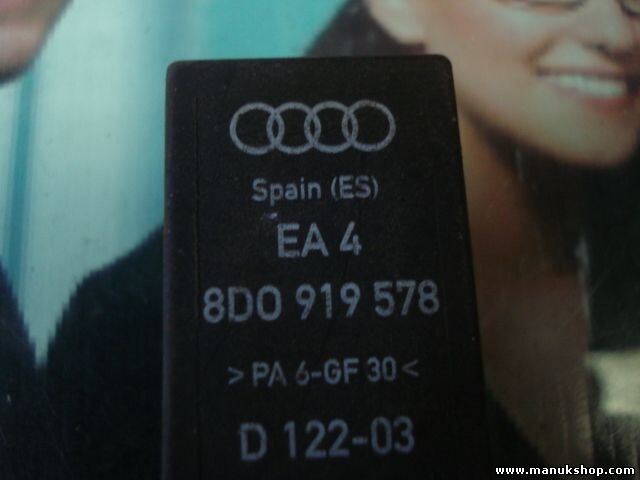 Spain (ES)
EA 4
8D0 919 578
>PA 6-GF 30<
D 122-03
www.manukshop.com